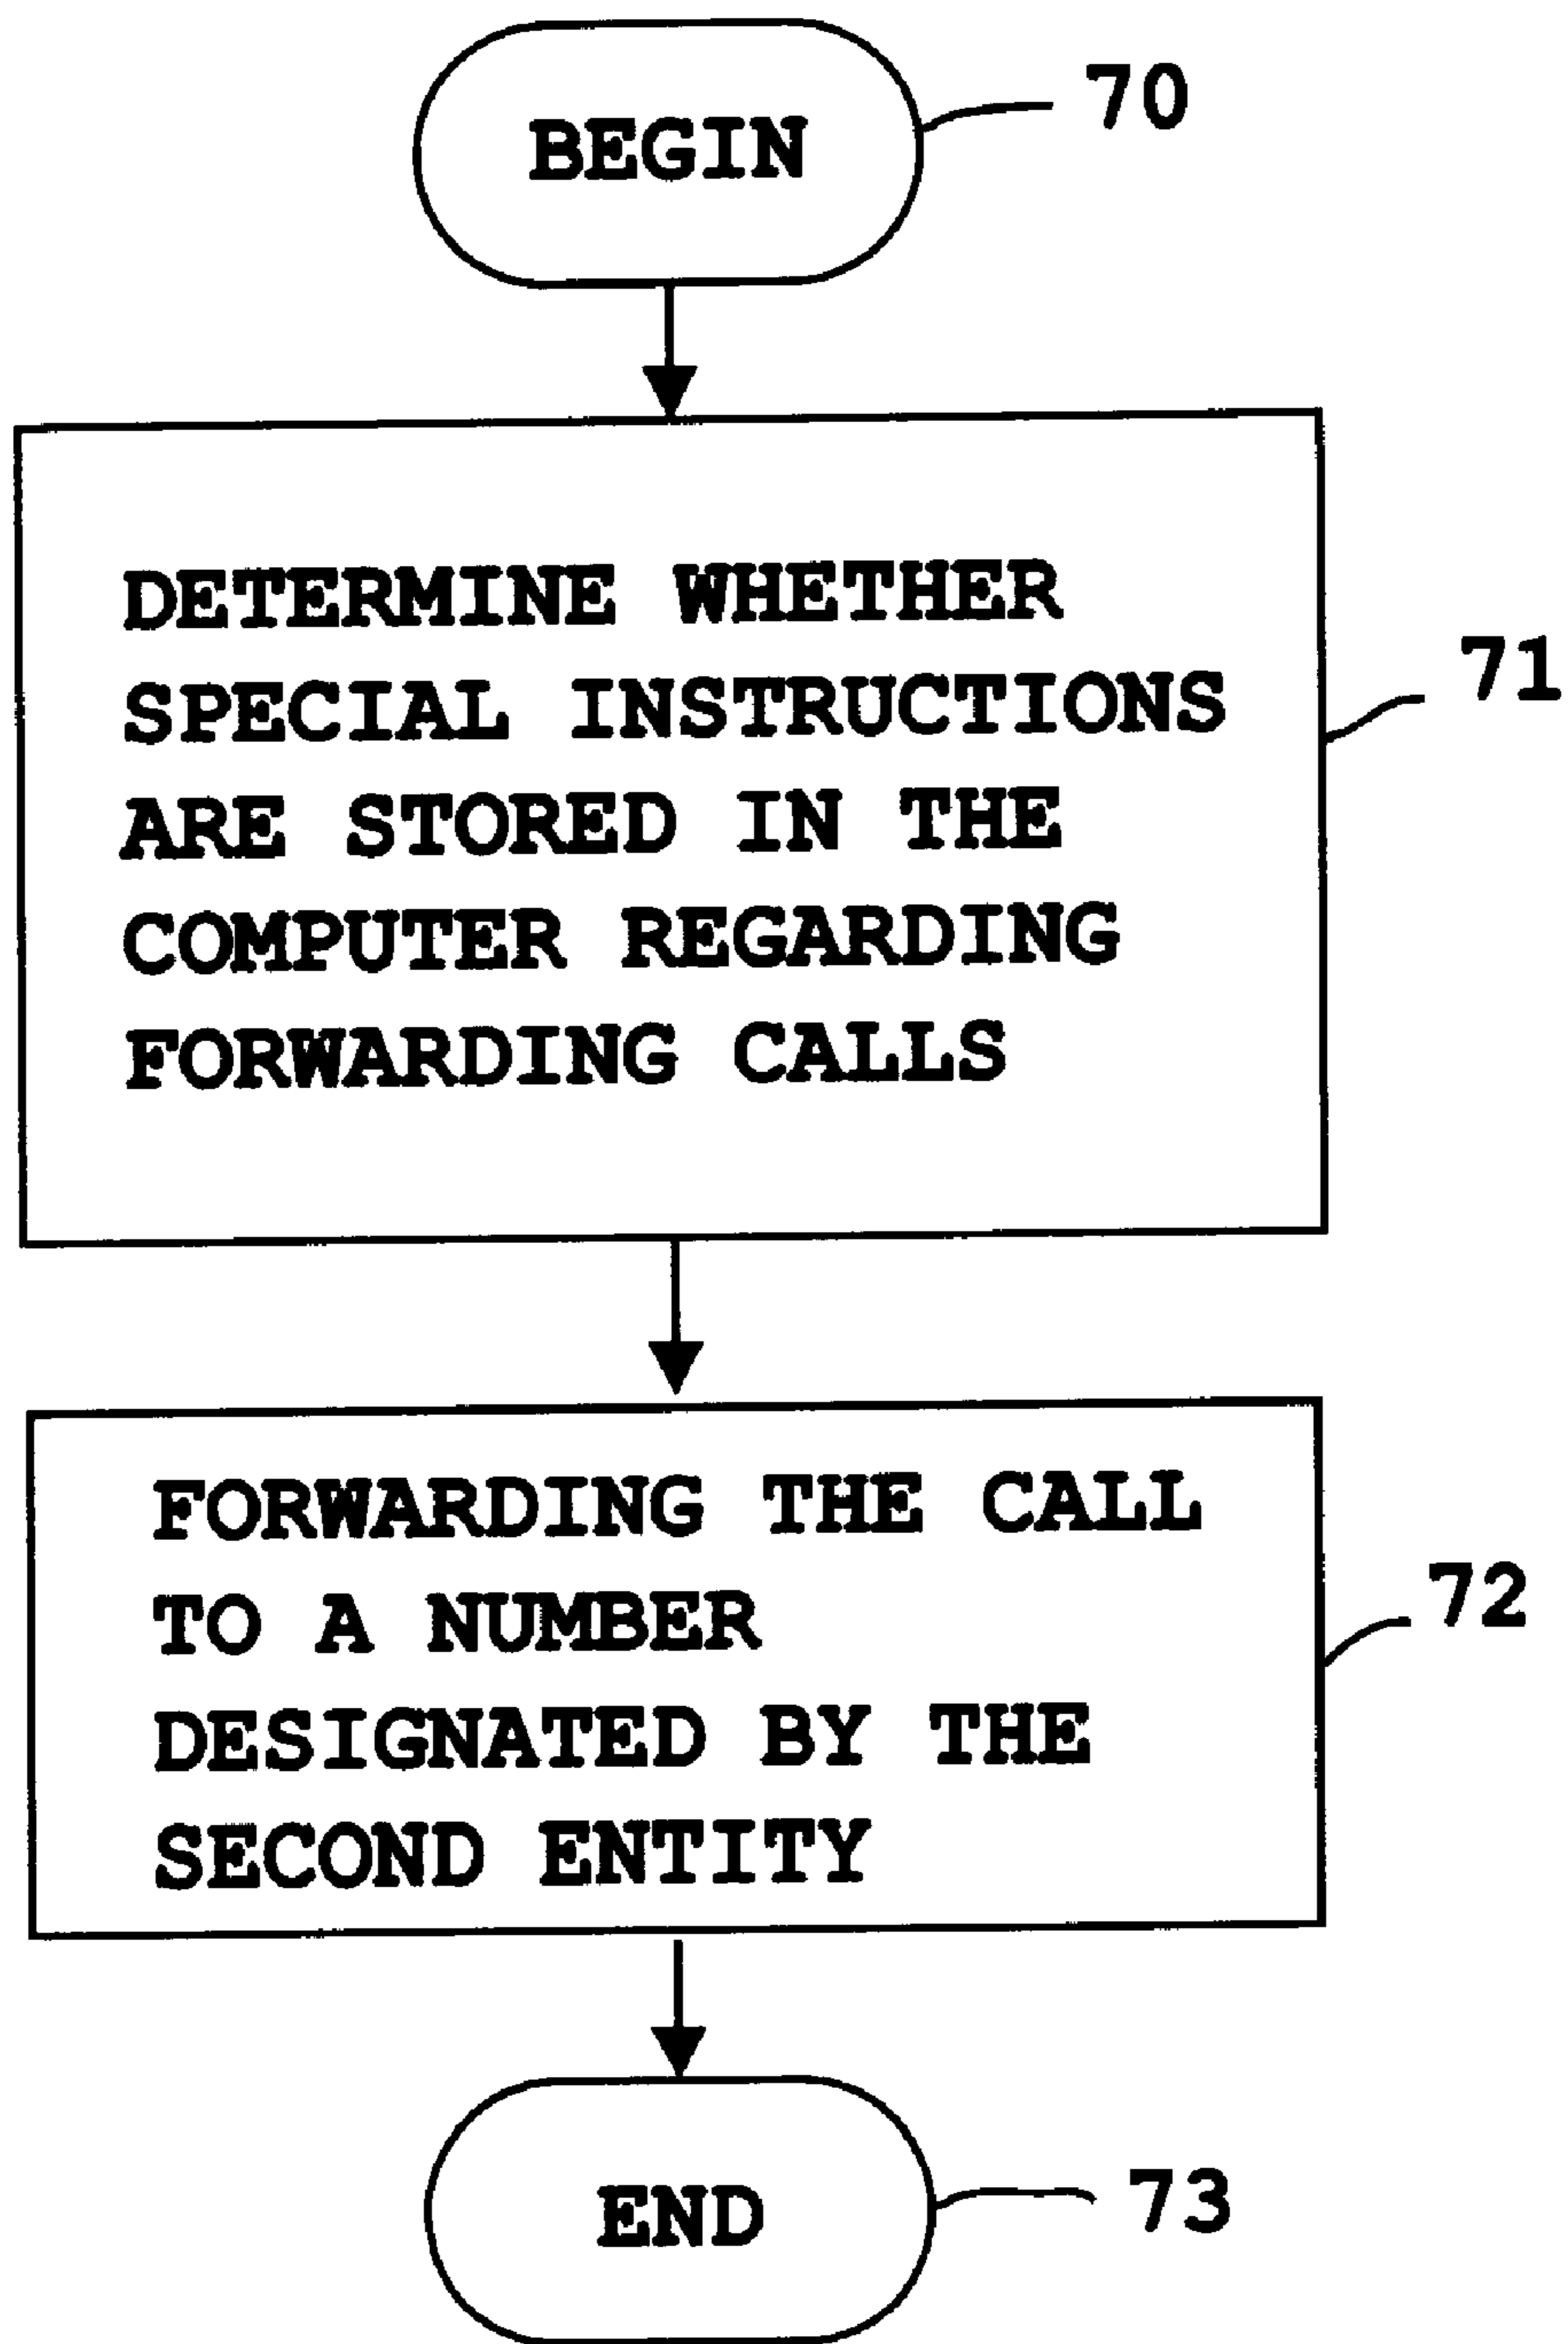 BEGIN
70
DETERMINE WHETHER
SPECIAL INSTRUCTIONS
ARE STORED IN THE
COMPUTER REGARDING
FORWARDING CALLS
71
FORWARDING THE CALL
TO A NUMBER
DESIGNATED BY THE
SECOND ENTITY
72
END
73